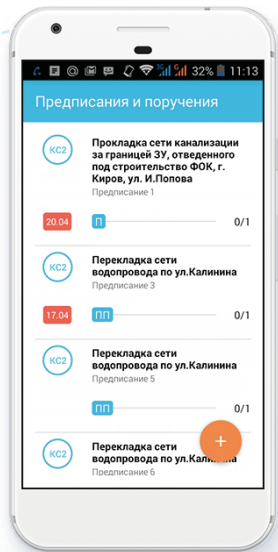 3G G 32% 11:13
Предписания и поручения
КС2
Прокладка сети канализации
за границей ЗУ, отведенного
под строительство ФОК, г.
Киров, ул. И.Попова
Предписание 1
20.04 П 0/1
КС2
Перекладка сети
водопровода по ул.Калинина
Предписание 3
17.04 ПП 0/1
КС2
Перекладка сети
водопровода по ул.Калинина
Предписание 5
ПП 0/1
+
КС2
Перекладка сети
водопровода по ул.Калинина
Предписание 6